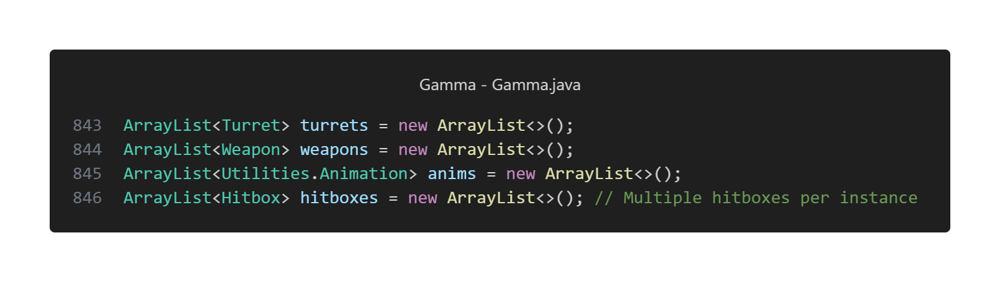 Gamma - Gamma.java
843 ArrayList<Turret> turrets = new ArrayList<>();
844 ArrayList<Weapon> weapons = new ArrayList<>();
845 ArrayList<Utilities.Animation> anims = new ArrayList<>();
846 ArrayList<Hitbox> hitboxes = new ArrayList<>(); // Multiple hitboxes per instance